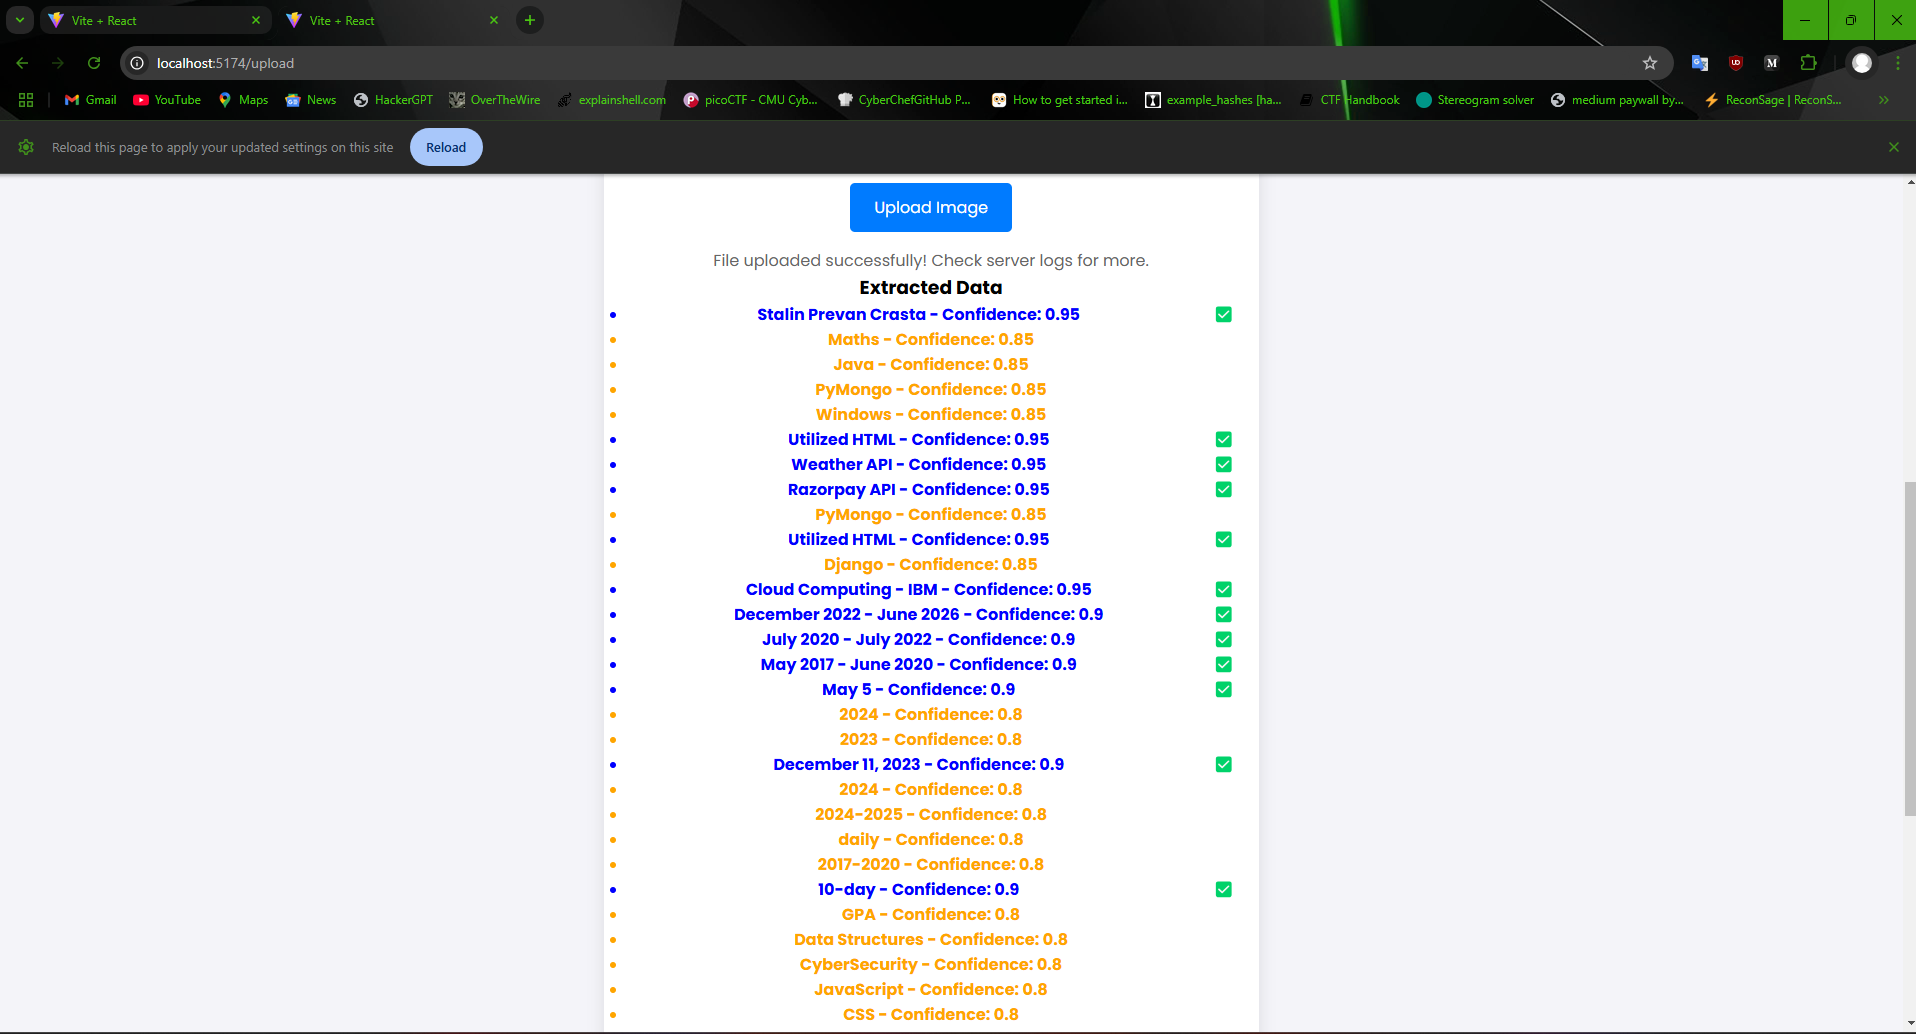 Vite + React
Vite + React
localhost:5174/upload
Gmail YouTube Maps News HackerGPT OverTheWire explainshell.com picoCTF - CMU Cyb... CyberChefGitHub P... How to get started i... example_hashes [ha... CTF Handbook Stereogram solver medium paywall by... ReconSage | ReconS...
Reload this page to apply your updated settings on this site Reload
Upload Image
File uploaded successfully! Check server logs for more.
Extracted Data
Stalin Prevan Crasta - Confidence: 0.95
Maths - Confidence: 0.85
Java - Confidence: 0.85
PyMongo - Confidence: 0.85
Windows - Confidence: 0.85
Utilized HTML - Confidence: 0.95
Weather API - Confidence: 0.95
Razorpay API - Confidence: 0.95
PyMongo - Confidence: 0.85
Utilized HTML - Confidence: 0.95
Django - Confidence: 0.85
Cloud Computing - IBM - Confidence: 0.95
December 2022 - June 2026 - Confidence: 0.9
July 2020 - July 2022 - Confidence: 0.9
May 2017 - June 2020 - Confidence: 0.9
May 5 - Confidence: 0.9
2024 - Confidence: 0.8
2023 - Confidence: 0.8
December 11, 2023 - Confidence: 0.9
2024 - Confidence: 0.8
2024-2025 - Confidence: 0.8
daily - Confidence: 0.8
2017-2020 - Confidence: 0.8
10-day - Confidence: 0.9
GPA - Confidence: 0.8
Data Structures - Confidence: 0.8
CyberSecurity - Confidence: 0.8
JavaScript - Confidence: 0.8
CSS - Confidence: 0.8